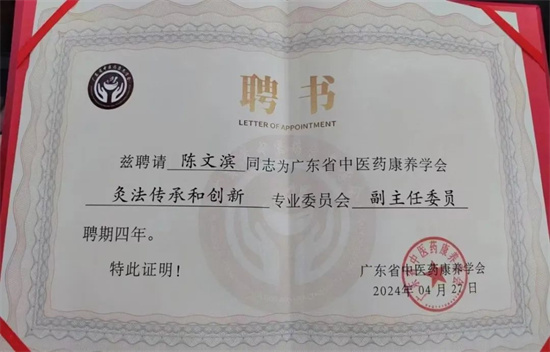 聘书
LETTER OF APPOINTMENT
兹聘请 陈文滨 同志为广东省中医药康养学会
灸法传承和创新 专业委员会 副主任委员
聘期四年。
特此证明!
广东省中医药康养学会
2024年 04月 27日